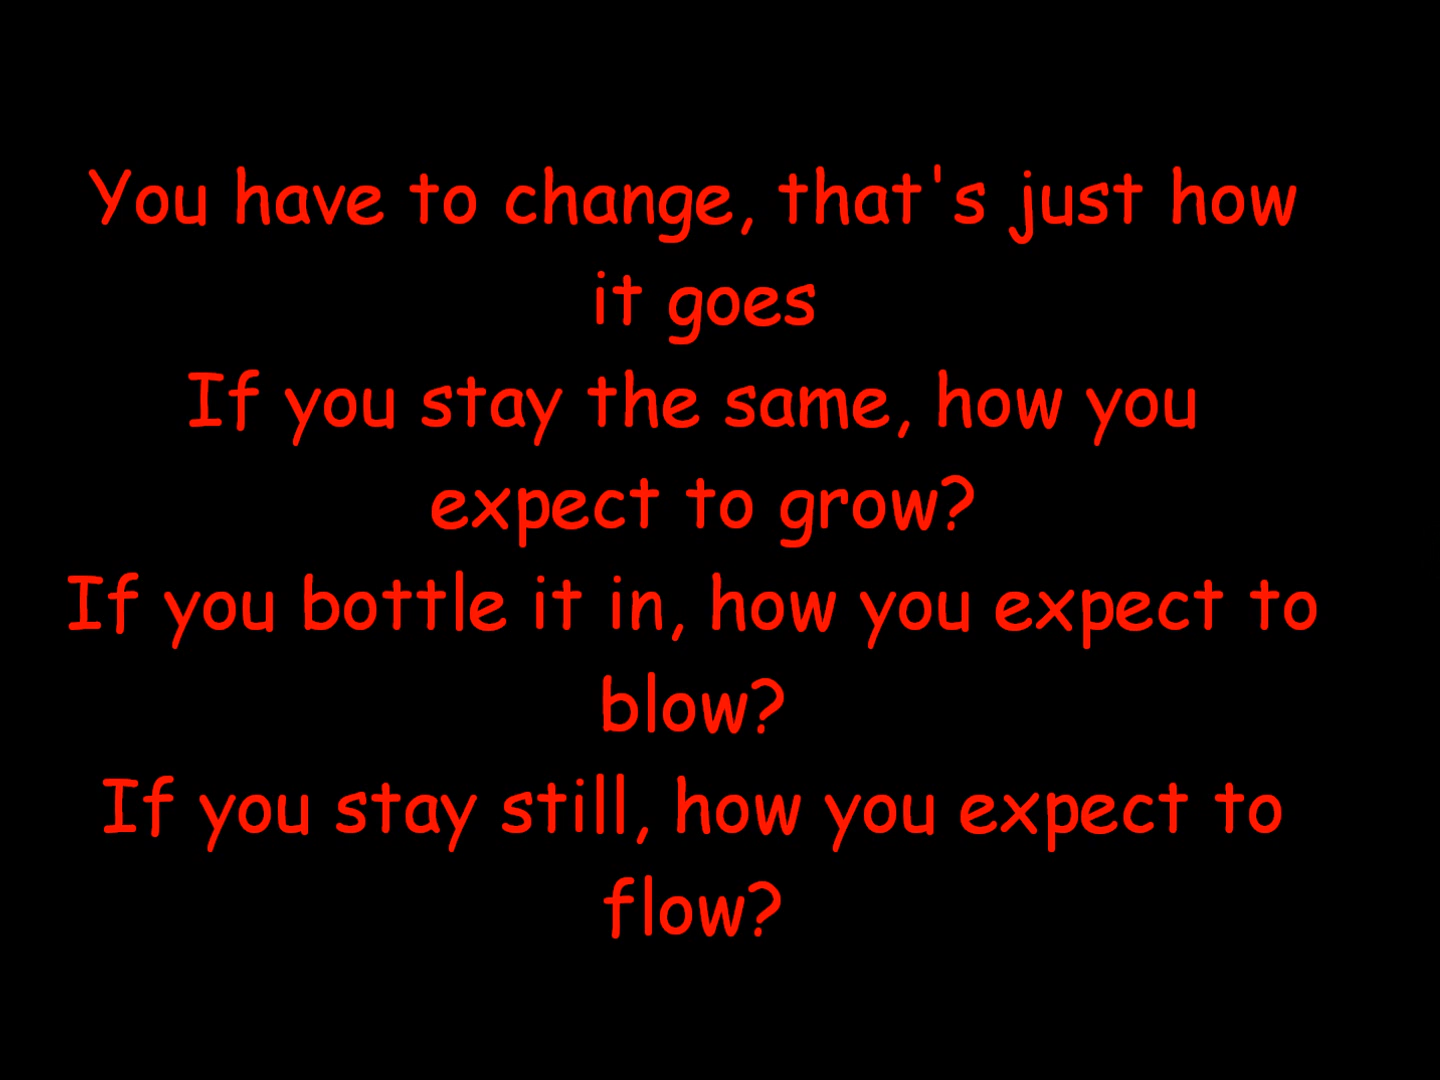 You have to change, that's just how
it goes
If you stay the same, how you
expect to grow?
If you bottle it in, how you expect to
blow?
If you stay still, how you expect to
flow?